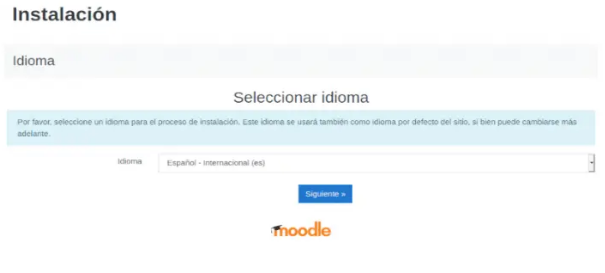 Instalación
Idioma
Seleccionar idioma
Por favor, seleccione un idioma para el proceso de instalación. Este idioma se usará también como idioma por defecto del sitio, si bien puede cambiarse más
adelante.
Idioma Español - Internacional (es)
Siguiente »
moodle